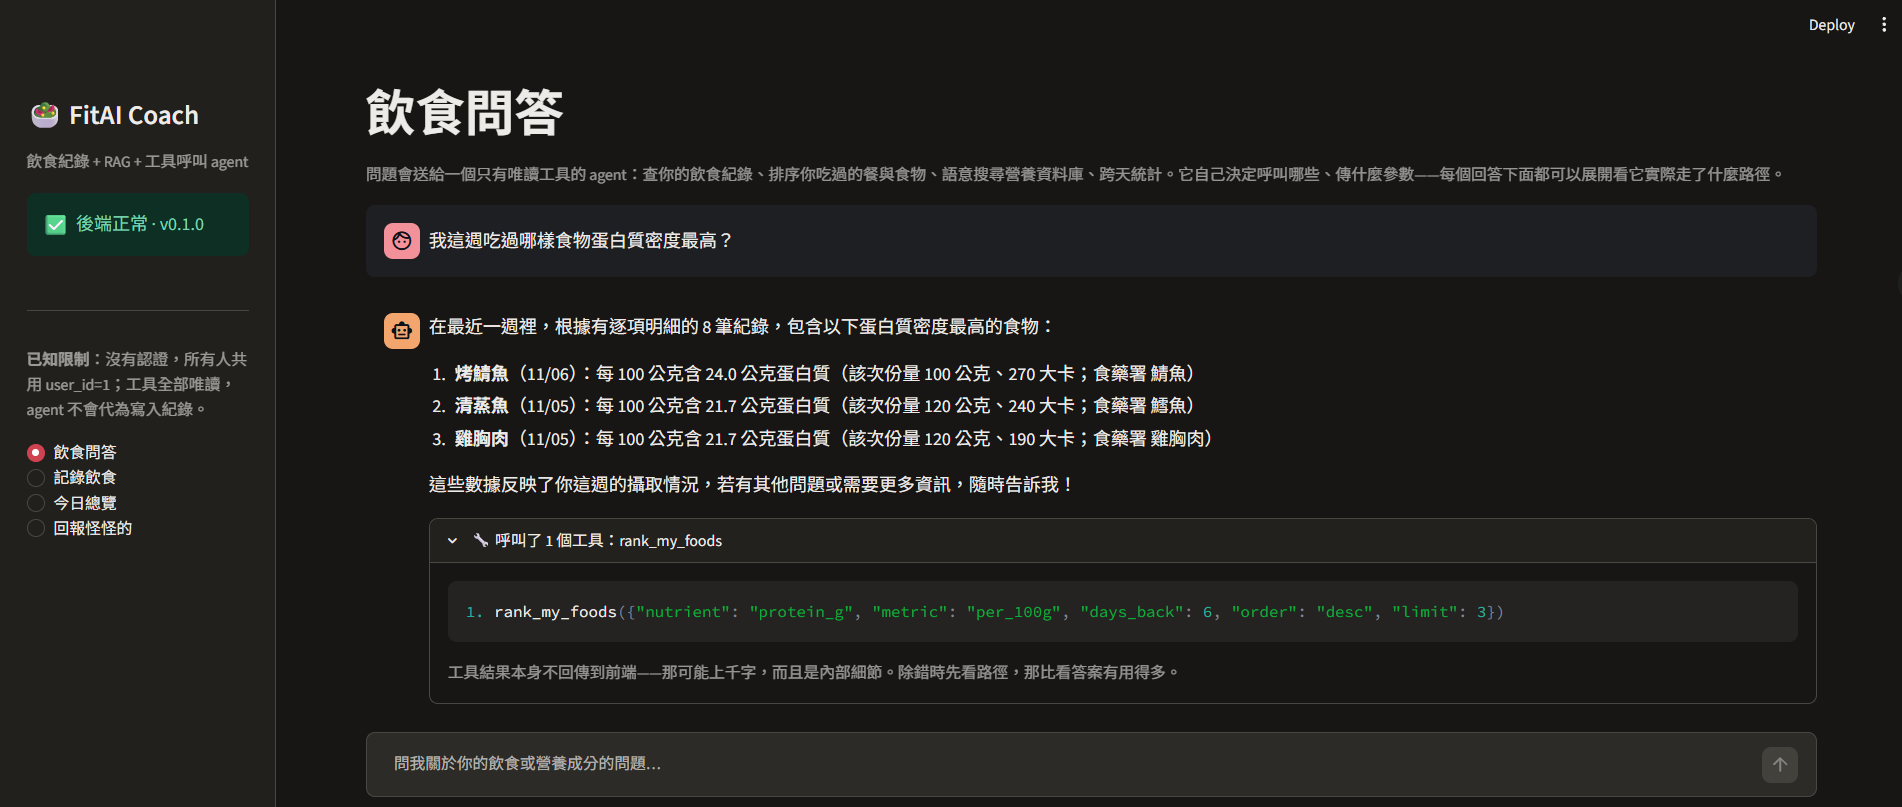 Deploy
FitAI Coach
飲食紀錄 + RAG + 工具呼叫 agent
後端正常 · v0.1.0
已知限制：沒有認證，所有人共
用 user_id=1；工具全部唯讀，
agent 不會代為寫入紀錄。
飲食問答
記錄飲食
今日總覽
回報怪怪的
飲食問答
問題會送給一個只有唯讀工具的 agent：查你的飲食紀錄、排序你吃過的餐與食物、語意搜尋營養資料庫、跨天統計。它自己決定呼叫哪些、傳什麼參數——每個回答下面都可以展開看它實際走了什麼路徑。
我這週吃過哪樣食物蛋白質密度最高？
在最近一週裡，根據有逐項明細的 8 筆紀錄，包含以下蛋白質密度最高的食物：
1. 烤鯖魚（11/06）：每 100 公克含 24.0 公克蛋白質（該次份量 100 公克、270 大卡；食藥署 鯖魚）
2. 清蒸魚（11/05）：每 100 公克含 21.7 公克蛋白質（該次份量 120 公克、240 大卡；食藥署 鱈魚）
3. 雞胸肉（11/05）：每 100 公克含 21.7 公克蛋白質（該次份量 120 公克、190 大卡；食藥署 雞胸肉）
這些數據反映了你這週的攝取情況，若有其他問題或需要更多資訊，隨時告訴我！
呼叫了 1 個工具：rank_my_foods
1. rank_my_foods({"nutrient": "protein_g", "metric": "per_100g", "days_back": 6, "order": "desc", "limit": 3})
工具結果本身不回傳到前端——那可能上千字，而且是內部細節。除錯時先看路徑，那比看答案有用得多。
問我關於你的飲食或營養成分的問題…